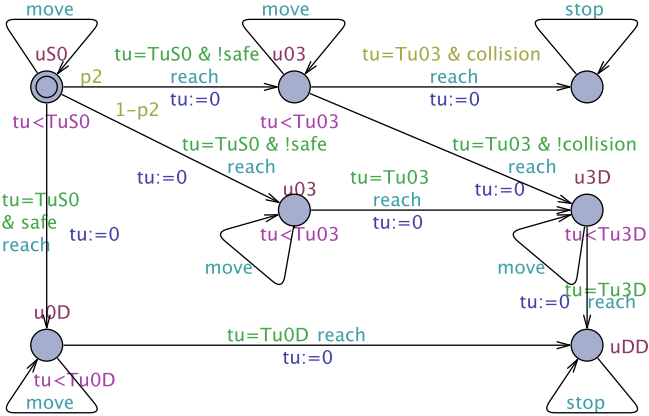 move
move
stop
uS0
tu=TuS0 & !safe
u03
tu=Tu03 & collision
p2
reach
reach
tu:=0
tu:=0
1-p2
tu<TuS0
tu<Tu03
tu=TuS0 & !safe
tu=Tu03 & !collision
reach
reach
tu:=0
u03
tu=Tu03
tu:=0
u3D
tu=TuS0
& safe
reach
tu:=0
reach
tu:=0
tu<Tu03
tu<Tu3D
move
move
tu=Tu3D
tu:=0
reach
u0D
tu=Tu0D reach
tu:=0
uDD
tu<Tu0D
move
stop